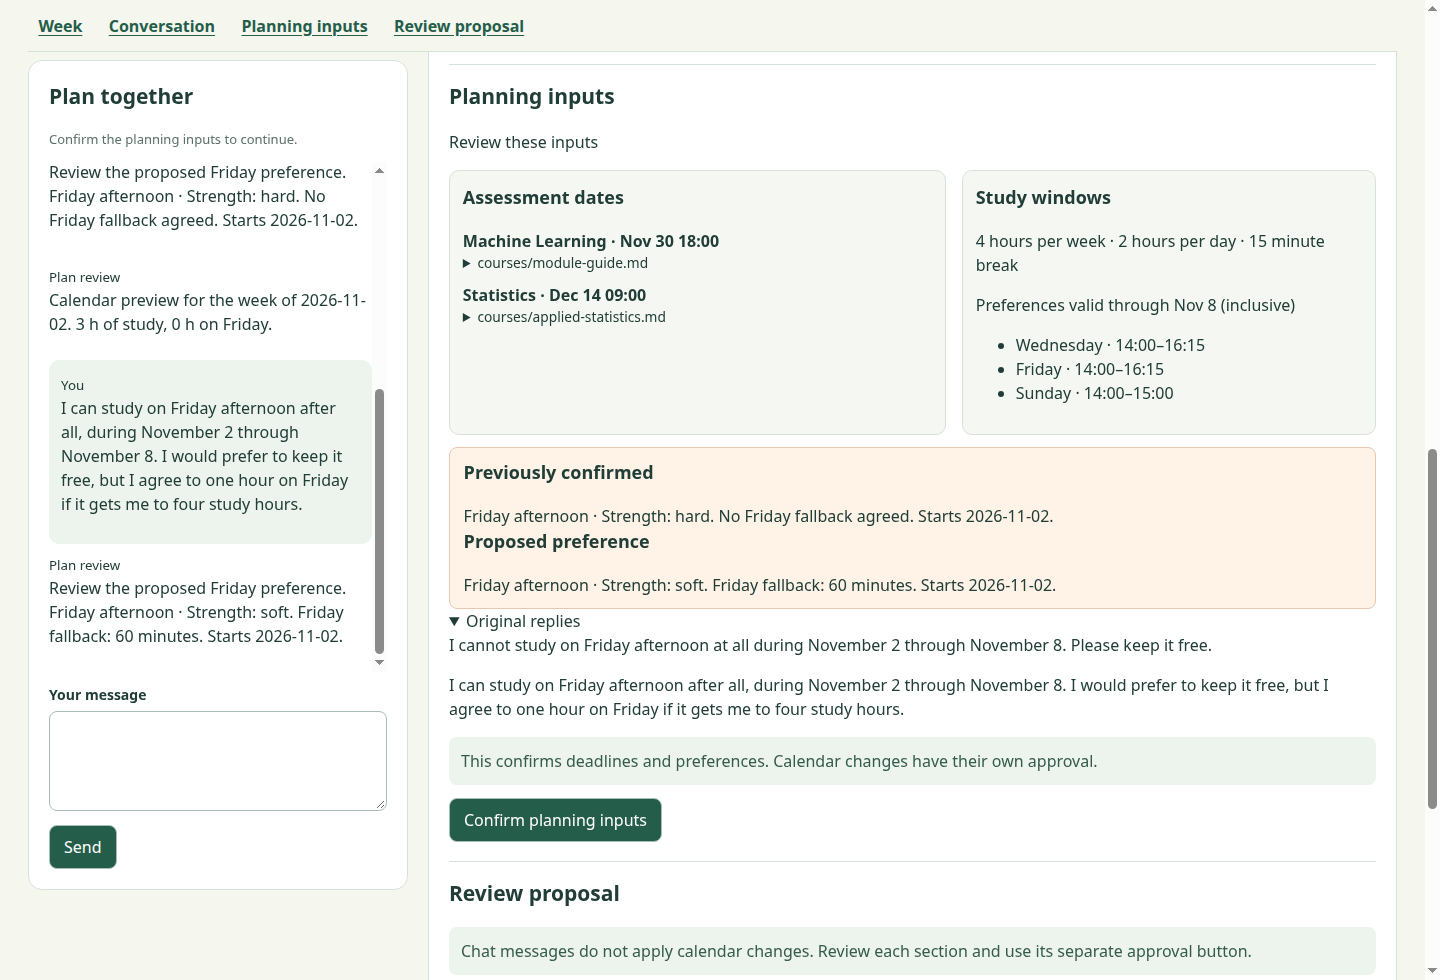 Week Conversation Planning inputs Review proposal
Plan together
Confirm the planning inputs to continue.
Review the proposed Friday preference.
Friday afternoon · Strength: hard. No
Friday fallback agreed. Starts 2026-11-02.
Plan review
Calendar preview for the week of 2026-11-
02. 3 h of study, 0 h on Friday.
You
I can study on Friday afternoon after
all, during November 2 through
November 8. I would prefer to keep it
free, but I agree to one hour on Friday
if it gets me to four study hours.
Plan review
Review the proposed Friday preference.
Friday afternoon · Strength: soft. Friday
fallback: 60 minutes. Starts 2026-11-02.
Your message
Send
Planning inputs
Review these inputs
Assessment dates
Machine Learning · Nov 30 18:00
courses/module-guide.md
Statistics · Dec 14 09:00
courses/applied-statistics.md
Study windows
4 hours per week · 2 hours per day · 15 minute
break
Preferences valid through Nov 8 (inclusive)
Wednesday · 14:00–16:15
Friday · 14:00–16:15
Sunday · 14:00–15:00
Previously confirmed
Friday afternoon · Strength: hard. No Friday fallback agreed. Starts 2026-11-02.
Proposed preference
Friday afternoon · Strength: soft. Friday fallback: 60 minutes. Starts 2026-11-02.
Original replies
I cannot study on Friday afternoon at all during November 2 through November 8. Please keep it free.
I can study on Friday afternoon after all, during November 2 through November 8. I would prefer to keep it free, but I
agree to one hour on Friday if it gets me to four study hours.
This confirms deadlines and preferences. Calendar changes have their own approval.
Confirm planning inputs
Review proposal
Chat messages do not apply calendar changes. Review each section and use its separate approval button.